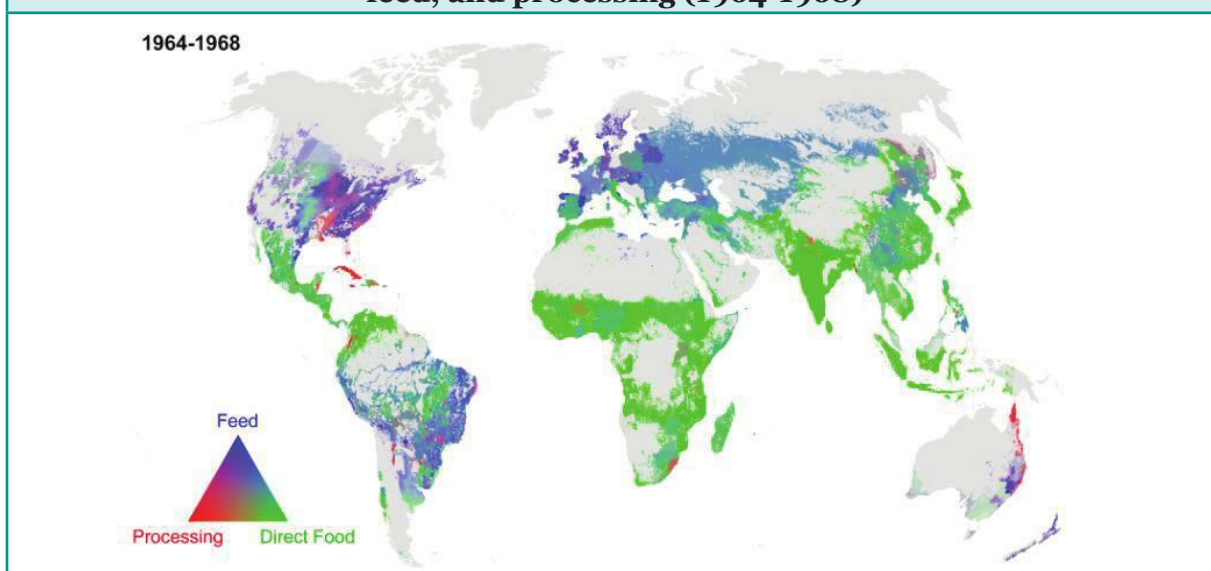 feed, and processing (1964-1968)
1964-1968
Feed
Processing Direct Food